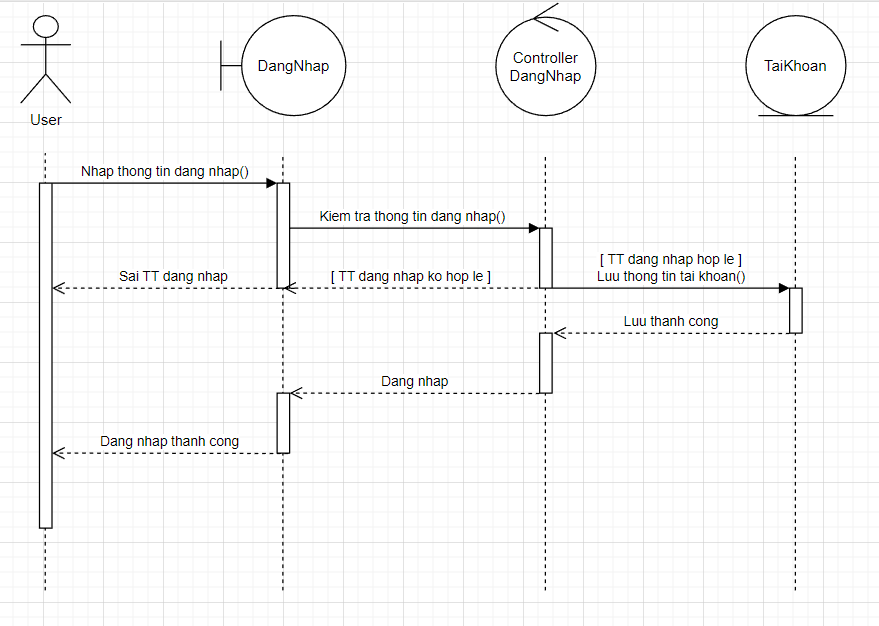 User
DangNhap
Controller
DangNhap
TaiKhoan
Nhap thong tin dang nhap()
Kiem tra thong tin dang nhap()
[ TT dang nhap hop le ]
Luu thong tin tai khoan()
Sai TT dang nhap
[ TT dang nhap ko hop le ]
Luu thanh cong
Dang nhap
Dang nhap thanh cong